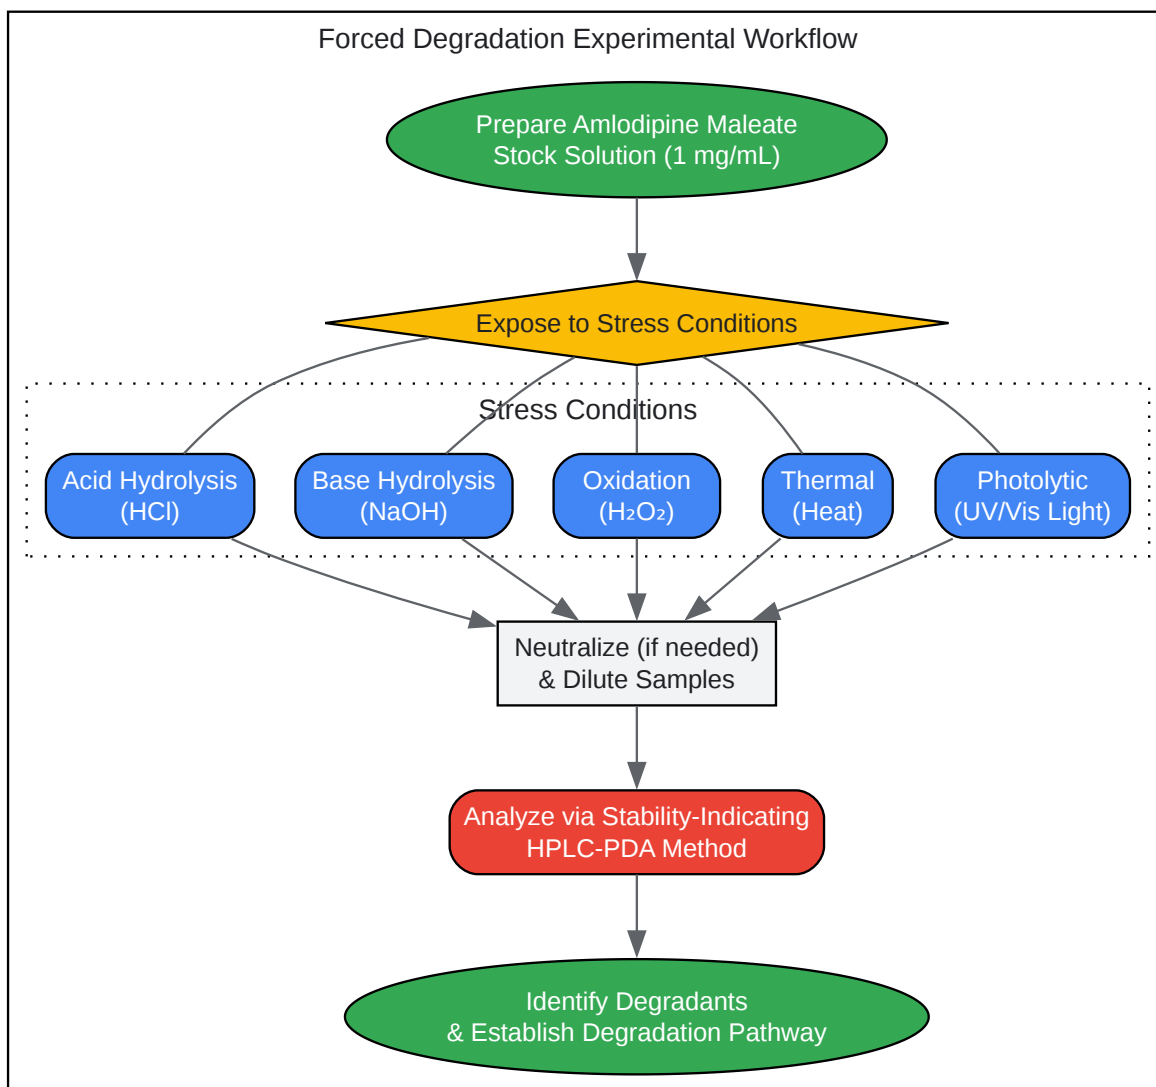 Forced Degradation Experimental Workflow
Prepare Amlodipine Maleate
Stock Solution (1 mg/mL)
Expose to Stress Conditions
Stress Conditions
Acid Hydrolysis
(HCl)
Base Hydrolysis
(NaOH)
Oxidation
(H₂O₂)
Thermal
(Heat)
Photolytic
(UV/Vis Light)
Neutralize (if needed)
& Dilute Samples
Analyze via Stability-Indicating
HPLC-PDA Method
Identify Degradants
& Establish Degradation Pathway